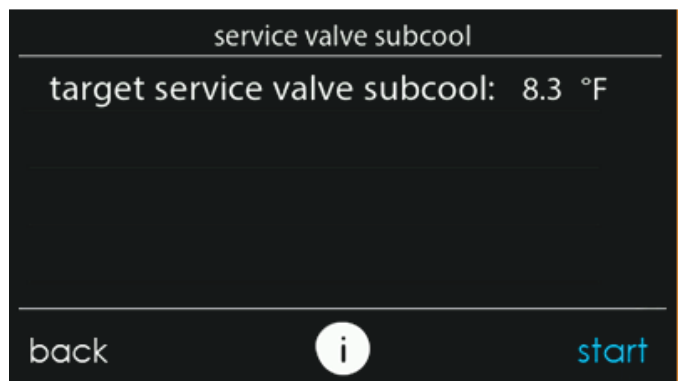 service valve subcool
target service valve subcool: 8.3 °F
back i start